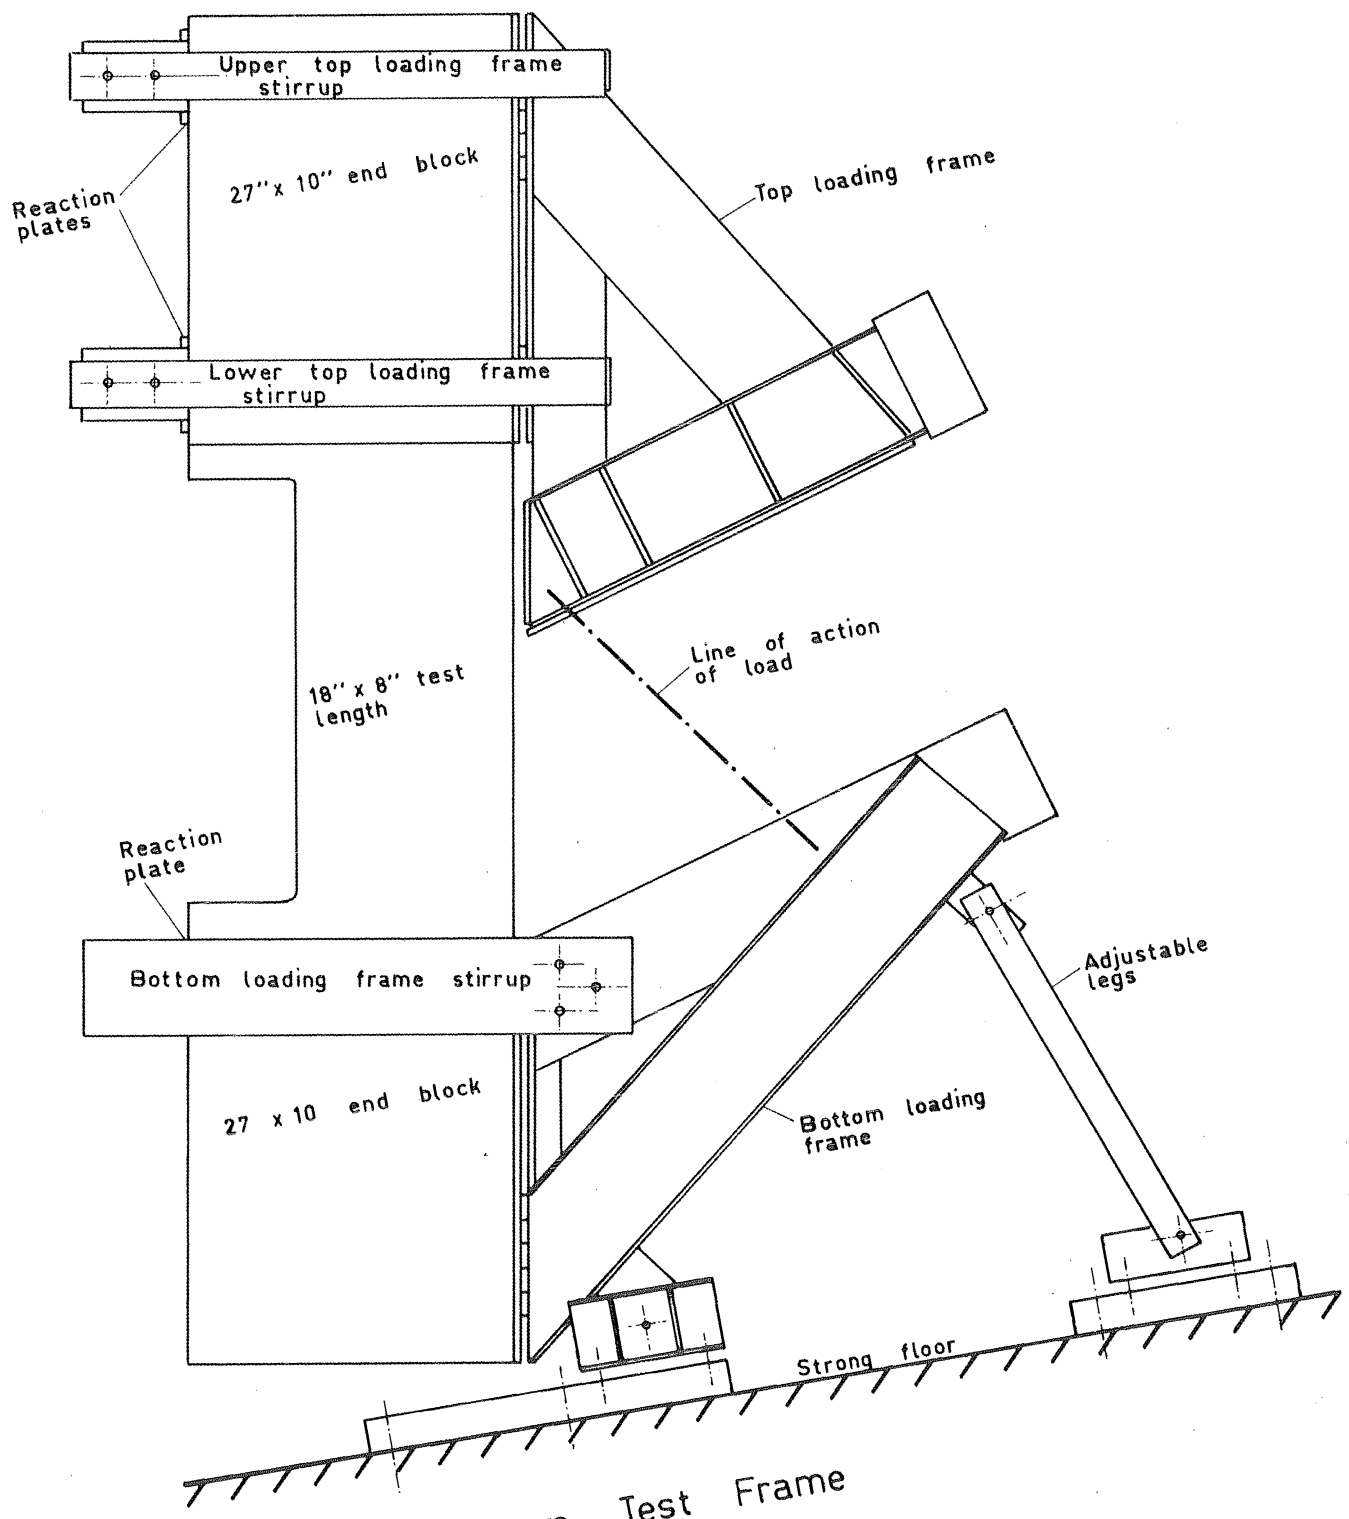 Upper top loading frame
stirrup
27" x 10" end block
Reaction
plates
Top loading frame
Lower top loading frame
stirrup
Line of action
of load
18" x 8" test
length
Reaction
plate
Bottom loading frame stirrup
Adjustable
legs
27 x 10 end block
Bottom loading
frame
Strong floor
Test Frame